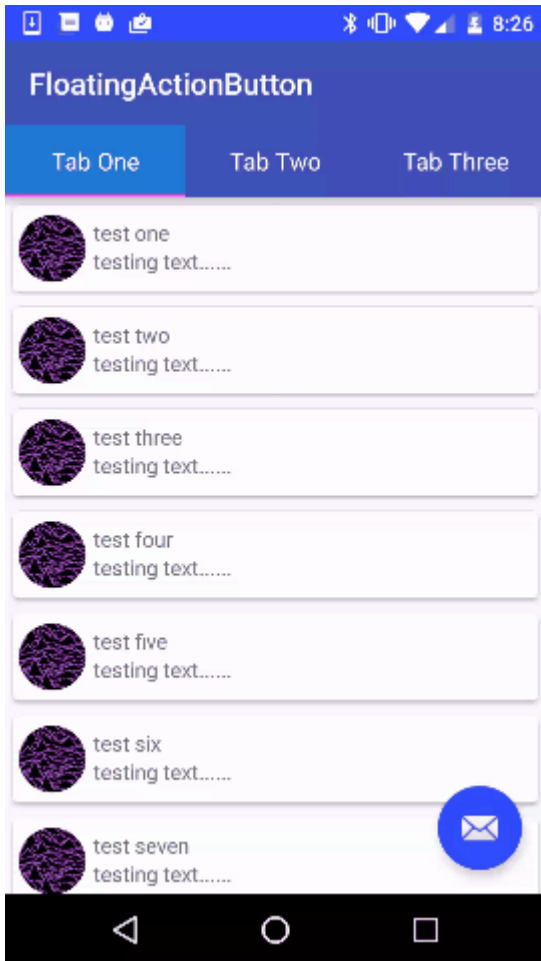 8:26
FloatingActionButton
Tab One Tab Two Tab Three
test one
testing text......
test two
testing text......
test three
testing text......
test four
testing text......
test five
testing text......
test six
testing text......
test seven
testing text......